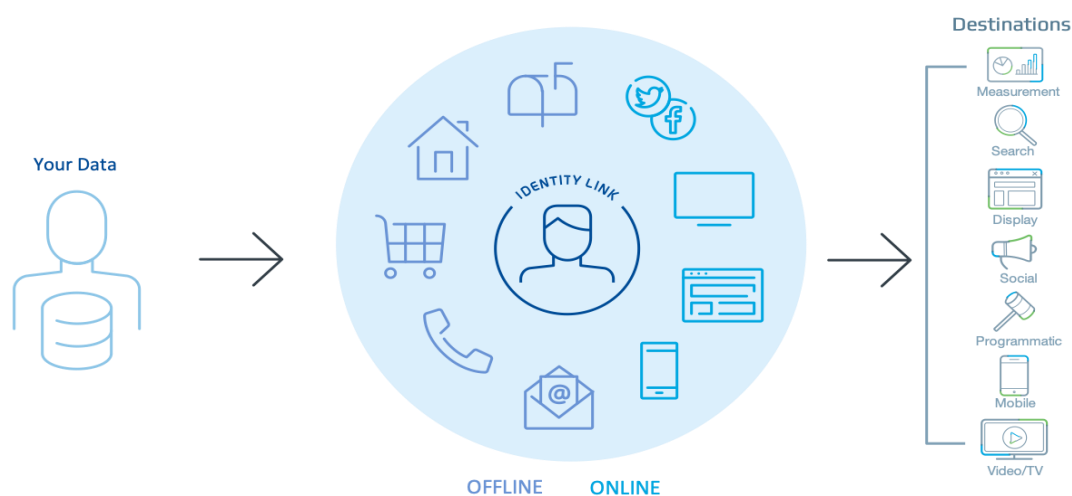 Your Data
IDENTITY LINK
@
OFFLINE
ONLINE
Destinations
Measurement
Search
Display
Social
Programmatic
Mobile
Video/TV